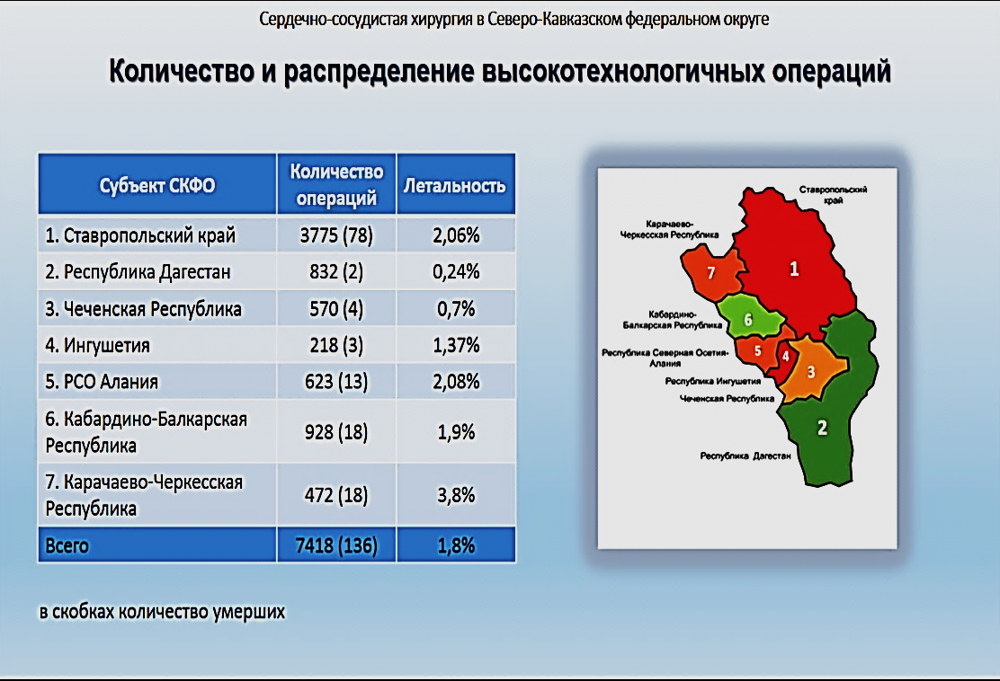 Сердечно-сосудистая хирургия в Северо-Кавказском федеральном округе
Количество и распределение высокотехнологичных операций
Субъект СКФО
Количество
операций
Летальность
1. Ставропольский край 3775 (78) 2,06%
2. Республика Дагестан 832 (2) 0,24%
3. Чеченская Республика 570 (4) 0,7%
4. Ингушетия 218 (3) 1,37%
5. РСО Алания 623 (13) 2,08%
6. Кабардино-Балкарская
Республика 928 (18) 1,9%
7. Карачаево-Черкесская
Республика 472 (18) 3,8%
Всего 7418 (136) 1,8%
в скобках количество умерших
Ставропольский
край
Карачаево-
Черкесская Республика
7
1
Кабардино-
Балкарская Республика
6
Республика Северная Осетия-
Алания
5
4
3
Республика Ингушетия
Чеченская Республика
2
Республика Дагестан